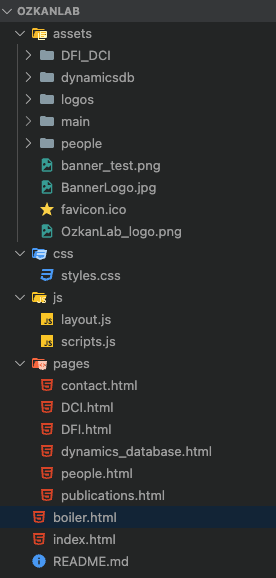 OZKANLAB
assets
DFI_DCI
dynamicsdb
logos
main
people
banner_test.png
BannerLogo.jpg
favicon.ico
OzkanLab_logo.png
css
styles.css
js
JS layout.js
JS scripts.js
pages
contact.html
DCI.html
DFI.html
dynamics_database.html
people.html
publications.html
boiler.html
index.html
README.md